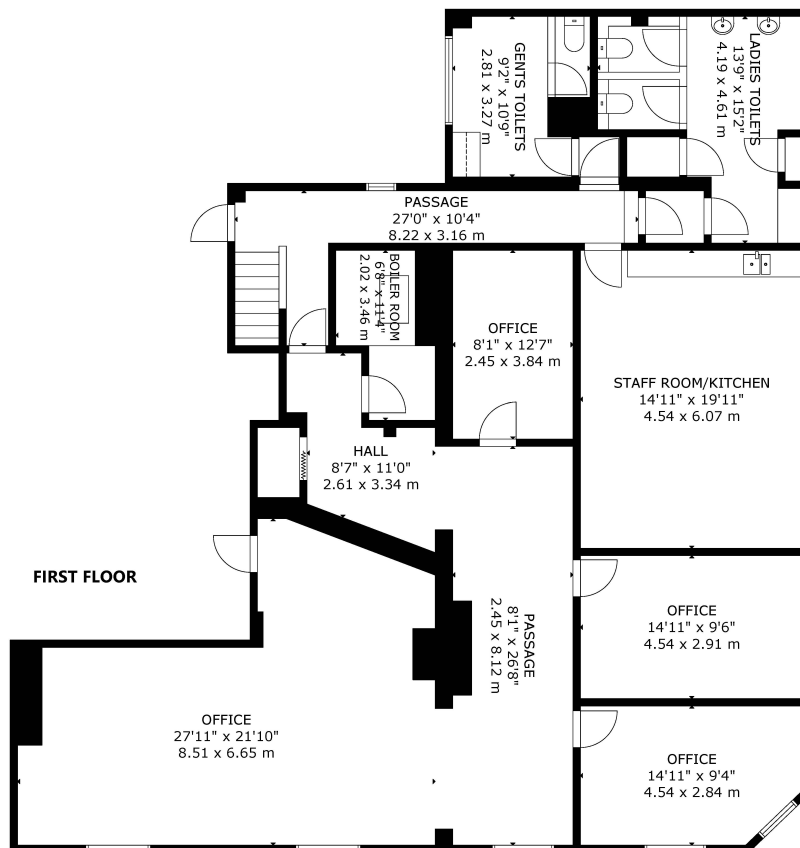 GENTS TOILETS
9'2" x 10'9"
2.81 x 3.27 m
LADIES TOILETS
13'9" x 15'2"
4.19 x 4.61 m
PASSAGE
27'0" x 10'4"
8.22 x 3.16 m
BOILER ROOM
6'8" x 11'4"
2.02 x 3.46 m
OFFICE
8'1" x 12'7"
2.45 x 3.84 m
STAFF ROOM/KITCHEN
14'11" x 19'11"
4.54 x 6.07 m
HALL
8'7" x 11'0"
2.61 x 3.34 m
FIRST FLOOR
PASSAGE
8'1" x 26'8"
2.45 x 8.12 m
OFFICE
14'11" x 9'6"
4.54 x 2.91 m
OFFICE
27'11" x 21'10"
8.51 x 6.65 m
OFFICE
14'11" x 9'4"
4.54 x 2.84 m